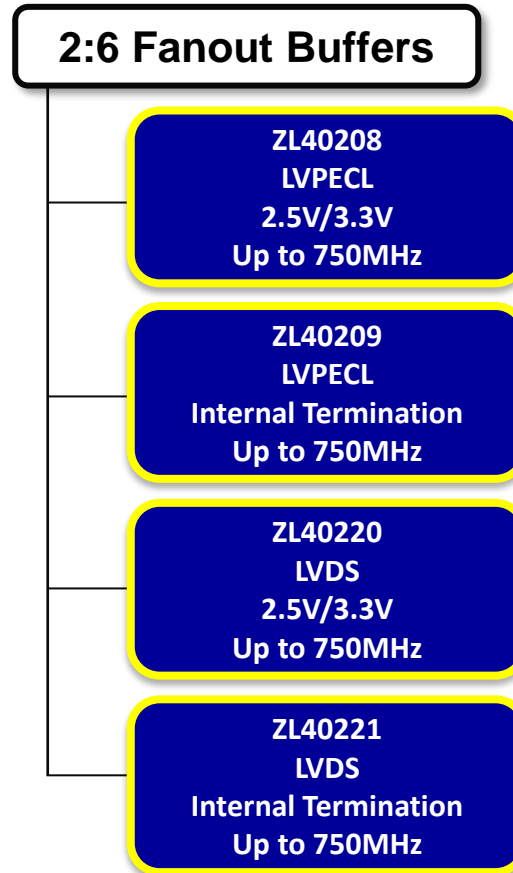 2:6 Fanout Buffers
ZL40208
LVPECL
2.5V/3.3V
Up to 750MHz
ZL40209
LVPECL
Internal Termination
Up to 750MHz
ZL40220
LVDS
2.5V/3.3V
Up to 750MHz
ZL40221
LVDS
Internal Termination
Up to 750MHz